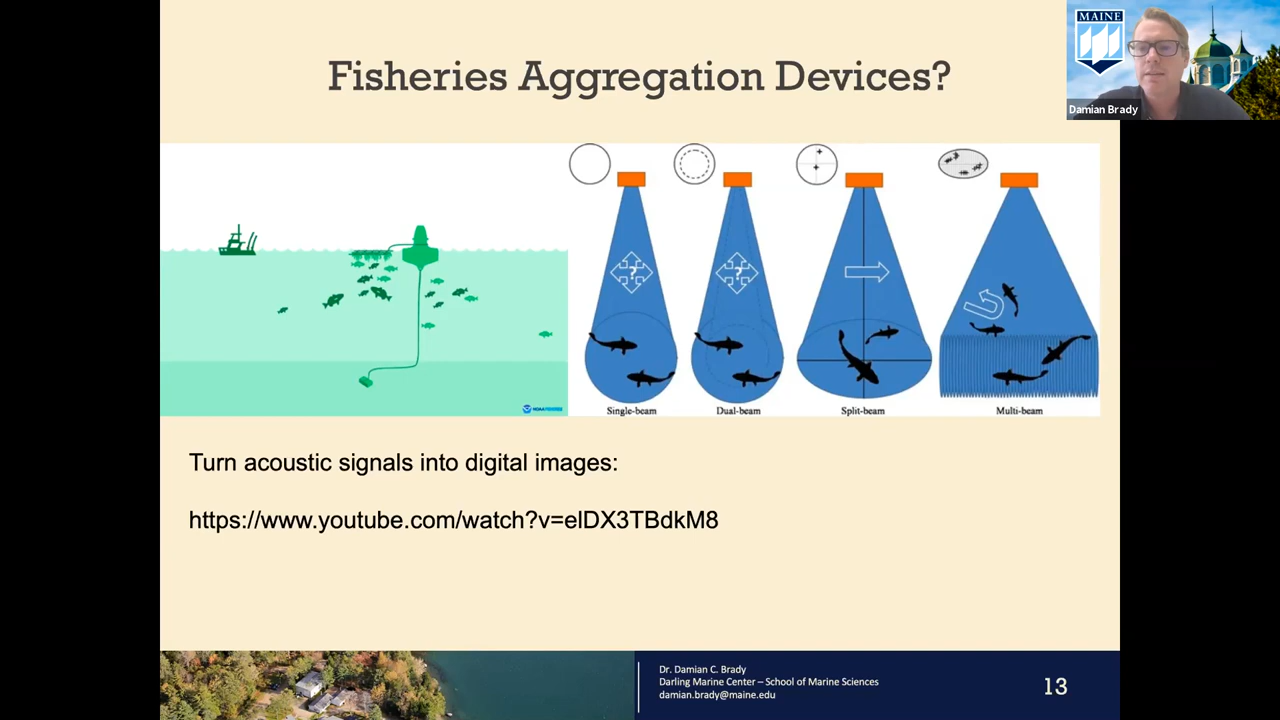 Fisheries Aggregation Devices?
MAINE
Damian Brady
?
?
Single-beam
Dual-beam
Split-beam
Multi-beam
NOAA FISHERIES
Turn acoustic signals into digital images:
https://www.youtube.com/watch?v=elDX3TBdkM8
Dr. Damian C. Brady
Darling Marine Center – School of Marine Sciences
damian.brady@maine.edu
13